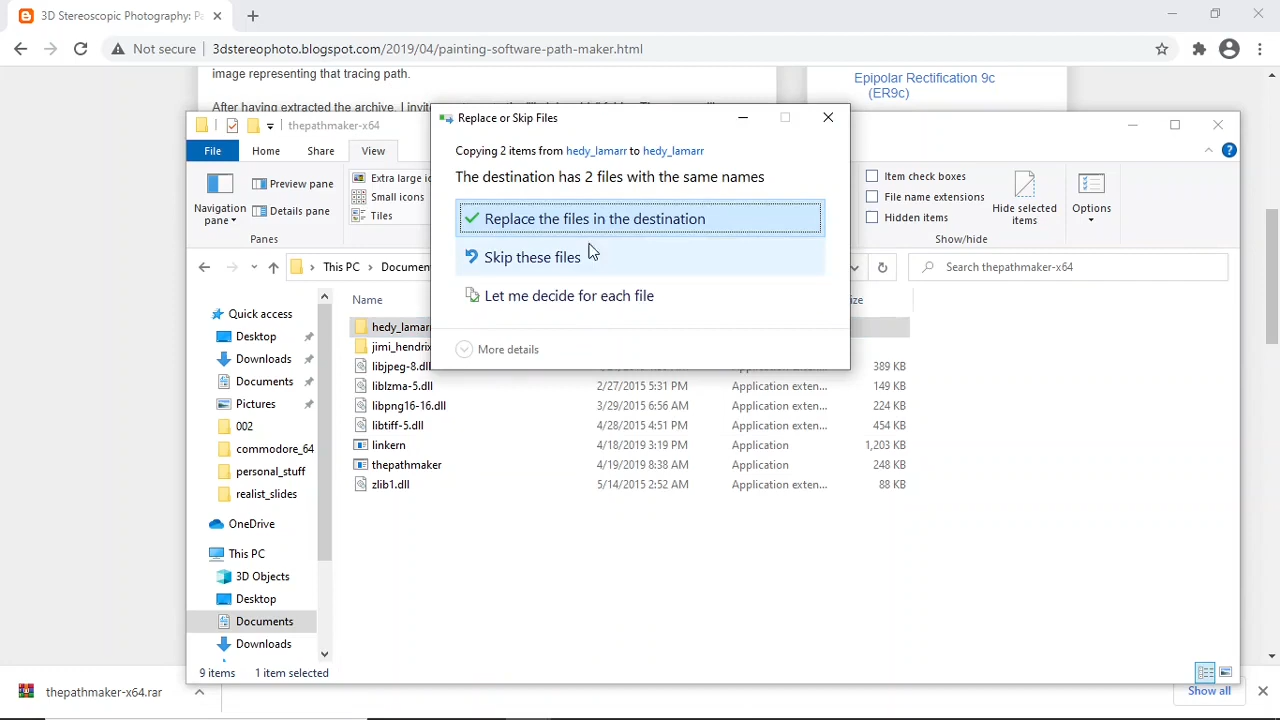 3D Stereoscopic Photography: Pa
Not secure
3dstereophoto.blogspot.com/2019/04/painting-software-path-maker.html
image representing that tracing path.
Epipolar Rectification 9c
(ER9c)
After having extracted the archive, I invit
thepathmaker-x64
File
Home
Share
View
Navigation
pane
Preview pane
Details pane
Panes
Extra large ic
Small icons
Tiles
Item check boxes
File name extensions
Hidden items
Hide selected
items
Show/hide
Options
Replace or Skip Files
Copying 2 items from hedy_lamarr to hedy_lamarr
The destination has 2 files with the same names
Replace the files in the destination
Skip these files
Let me decide for each file
More details
This PC
Documen
Search thepathmaker-x64
Name
ize
Quick access
Desktop
Downloads
Documents
Pictures
002
commodore_64
personal_stuff
realist_slides
OneDrive
This PC
3D Objects
Desktop
Documents
Downloads
hedy_lamarr
jimi_hendrix
libjpeg-8.dll 389 KB
liblzma-5.dll 2/27/2015 5:31 PM Application exten... 149 KB
libpng16-16.dll 3/29/2015 6:56 AM Application exten... 224 KB
libtiff-5.dll 4/28/2015 4:51 PM Application exten... 454 KB
linkern 4/18/2019 3:19 PM Application 1,203 KB
thepathmaker 4/19/2019 8:38 AM Application 248 KB
zlib1.dll 5/14/2015 2:52 AM Application exten... 88 KB
9 items 1 item selected
thepathmaker-x64.rar
Show all